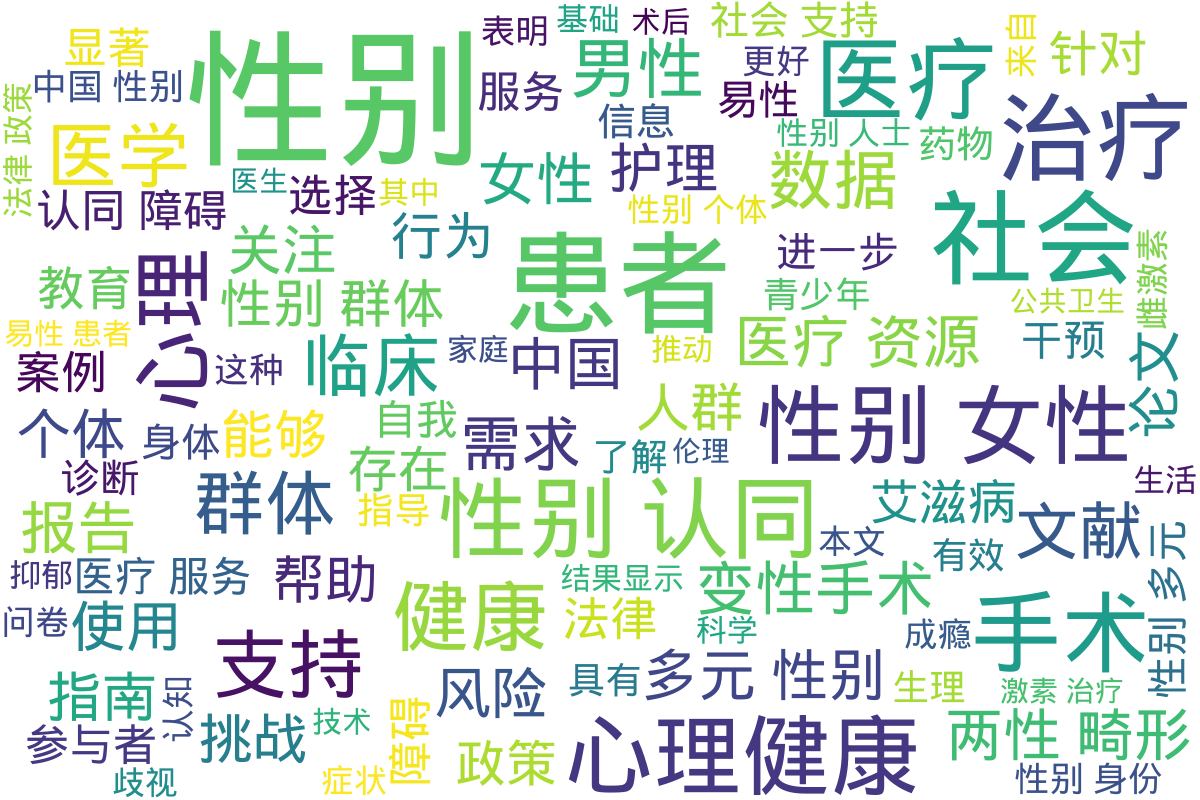 表明
基础
术后
社会 支持
显著
性别
男性
更好
医疗
来自
针对
中国 性别
服务
易性
法律 政策
医学
信息
性别 人士
药物
治疗
医生
选择
其中
女性
护理
数据
认同 障碍
性别 个体
社会
行为
关注
患者
进一步
雌激素
教育
性别 群体
青少年
公共卫生
心理
易性 患者
案例
这种
临床
家庭
中国
推动
医疗 资源
干预
论文
个体
身体
能够
自我
需求
人群
性别 女性
诊断
存在
了解
伦理
生活
报告
群体
指导
性别 认同
艾滋病
文献
抑郁
医疗 服务
帮助
结果显示
变性手术
本文
有效
多元 性别
问卷
使用
健康
法律
科学
成瘾
手术
支持
指南
认知
风险
具有
多元 性别
生理
激素 治疗
参与者
挑战
技术
障碍
政策
心理健康
两性 畸形
歧视
症状
性别 身份